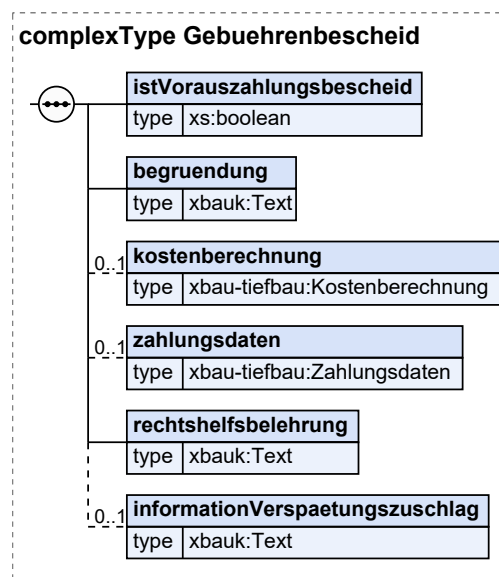 complexType Gebuehrenbescheid
istVorauszahlungsbescheid
type xs:boolean
begruendung
type xbauk:Text
0..1 kostenberechnung
type xbau-tiefbau:Kostenberechnung
0..1 zahlungsdaten
type xbau-tiefbau:Zahlungsdaten
rechtshelfsbelehrung
type xbauk:Text
0..1 informationVerspaetungszuschlag
type xbauk:Text